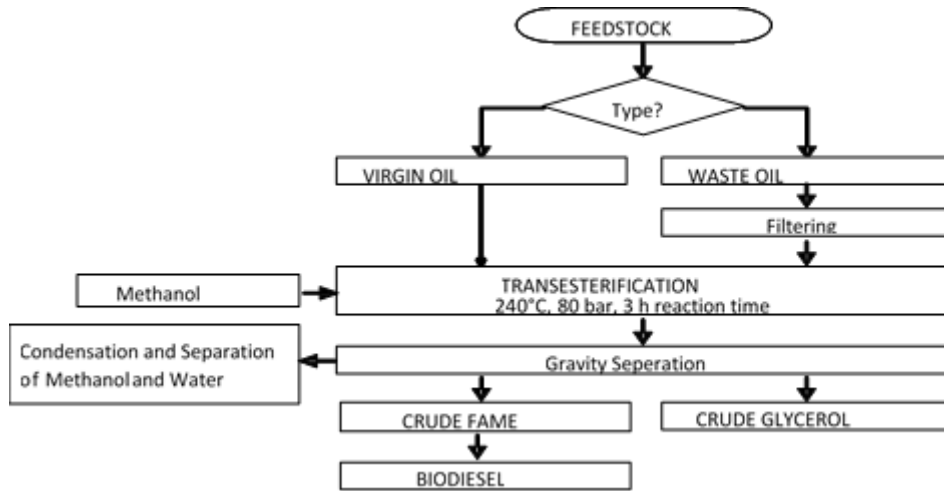 FEEDSTOCK
Type?
VIRGIN OIL
WASTE OIL
Filtering
Methanol
TRANSESTERIFICATION
240°C, 80 bar, 3 h reaction time
Condensation and Separation
of Methanol and Water
Gravity Seperation
CRUDE FAME
CRUDE GLYCEROL
BIODIESEL